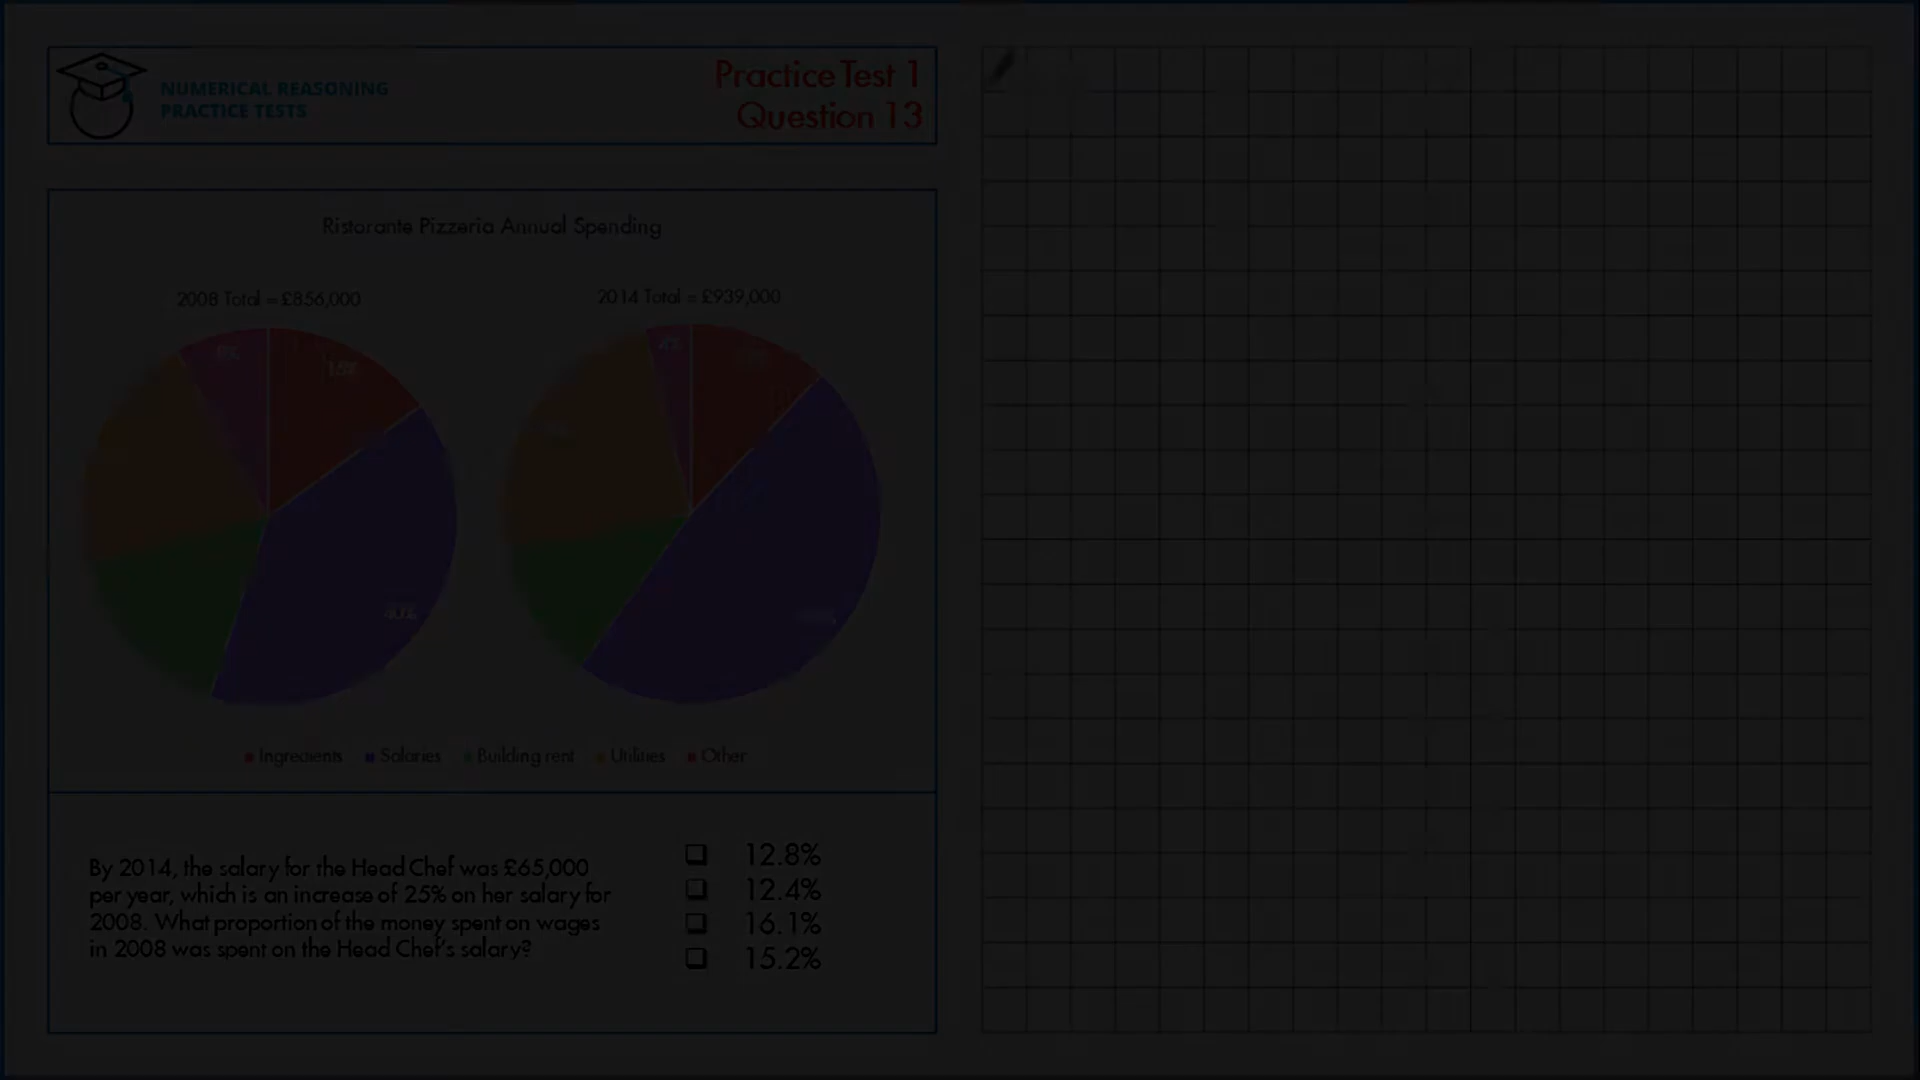 NUMERICAL REASONING
PRACTICE TESTS
Practice Test 1
Question 13
Ristorante Pizzeria Annual Spending
2008 Total = £856,000
2014 Total = £939,000
15%
4%
40%
Ingredients
Salaries
Building rent
Utilities
Other
By 2014, the salary for the Head Chef was £65,000
per year, which is an increase of 25% on her salary for
2008. What proportion of the money spent on wages
in 2008 was spent on the Head Chef's salary?
12.8%
12.4%
16.1%
15.2%